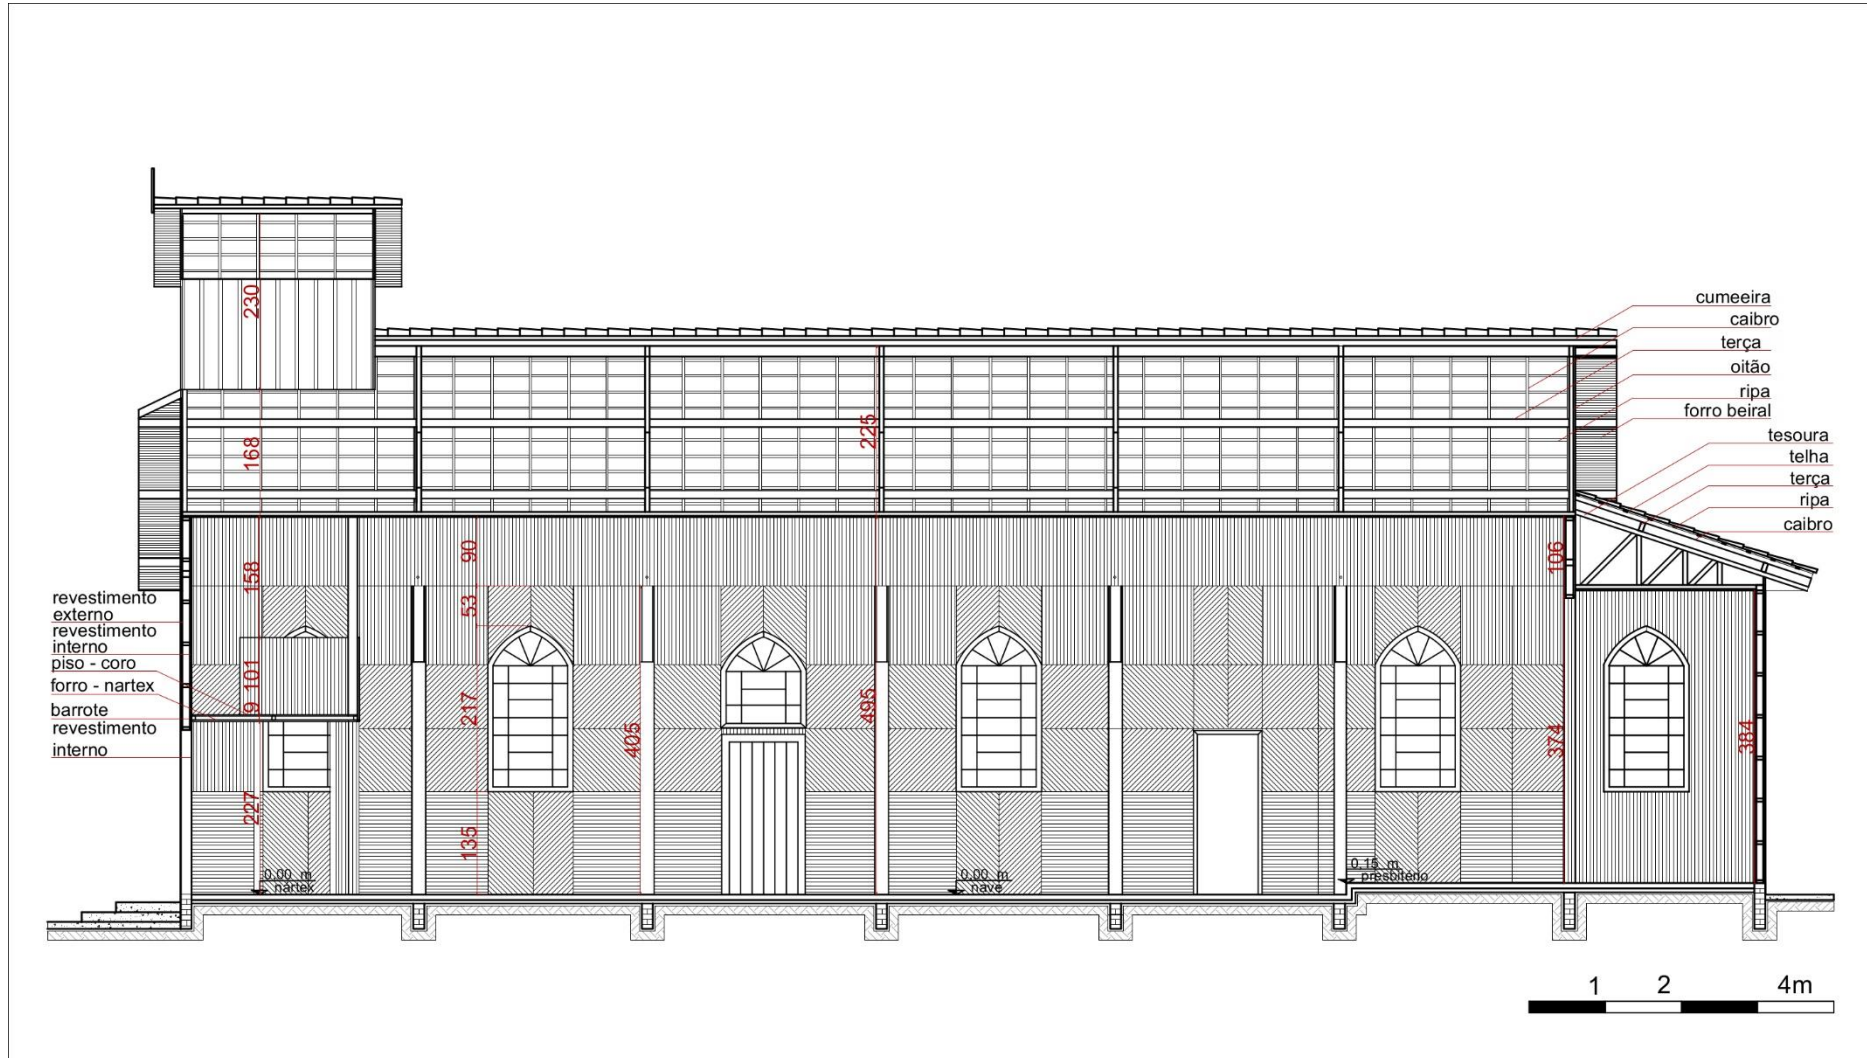 cumeeira
caibro
terça
oitão
ripa
forro beiral
tesoura
telha
terça
ripa
caibro
230
168
225
158
90
53
106
revestimento
externo
revestimento
interno
piso - coro
forro - nartex
barrote
revestimento
interno
9 101
217
405
495
374
384
227
135
0,00 m
nártex
0,00 m
nave
0,15 m
presbitério
1 2 4m